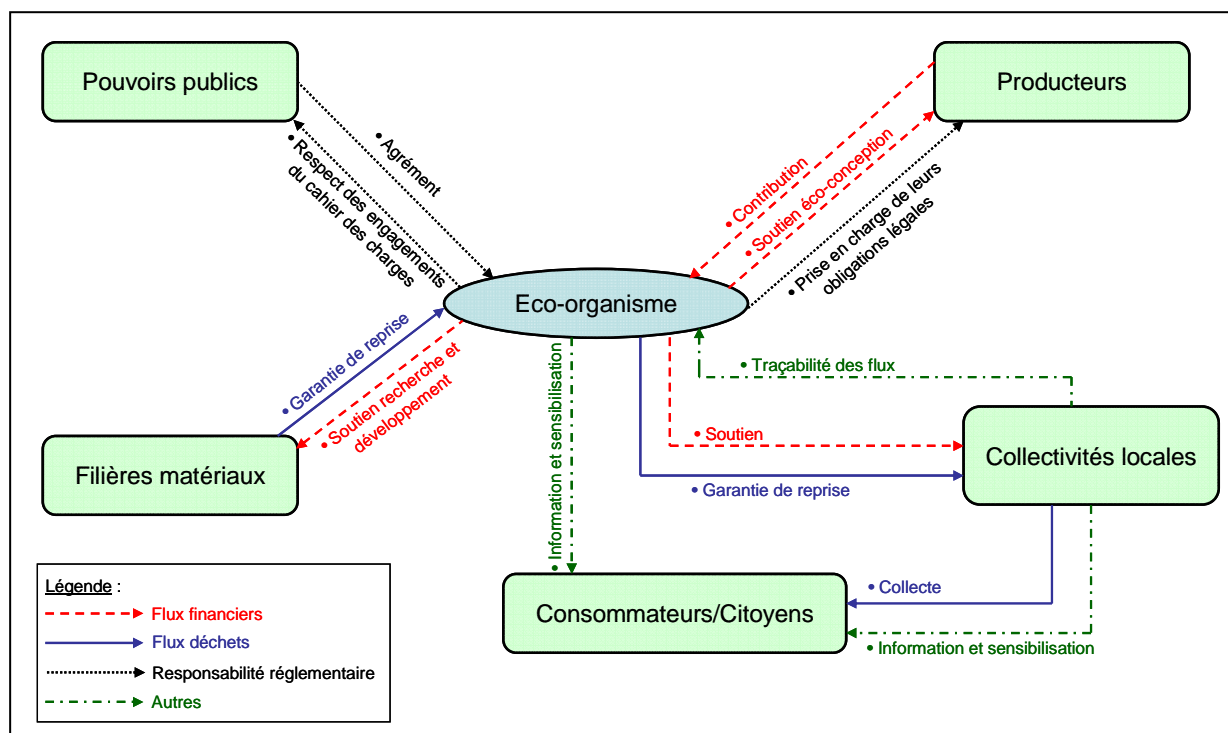 Pouvoirs publics
Producteurs
• Agrément
• Respect des engagements
du cahier des charges
• Contribution
• Soutien éco-conception
• Prise en charge de leurs
obligations légales
Eco-organisme
• Garantie de reprise
• Soutien recherche et
développement
• Information et sensibilisation
• Traçabilité des flux
• Soutien
• Garantie de reprise
Filières matériaux
Collectivités locales
Consommateurs/Citoyens
• Collecte
• Information et sensibilisation
Légende :
Flux financiers
Flux déchets
Responsabilité réglementaire
Autres